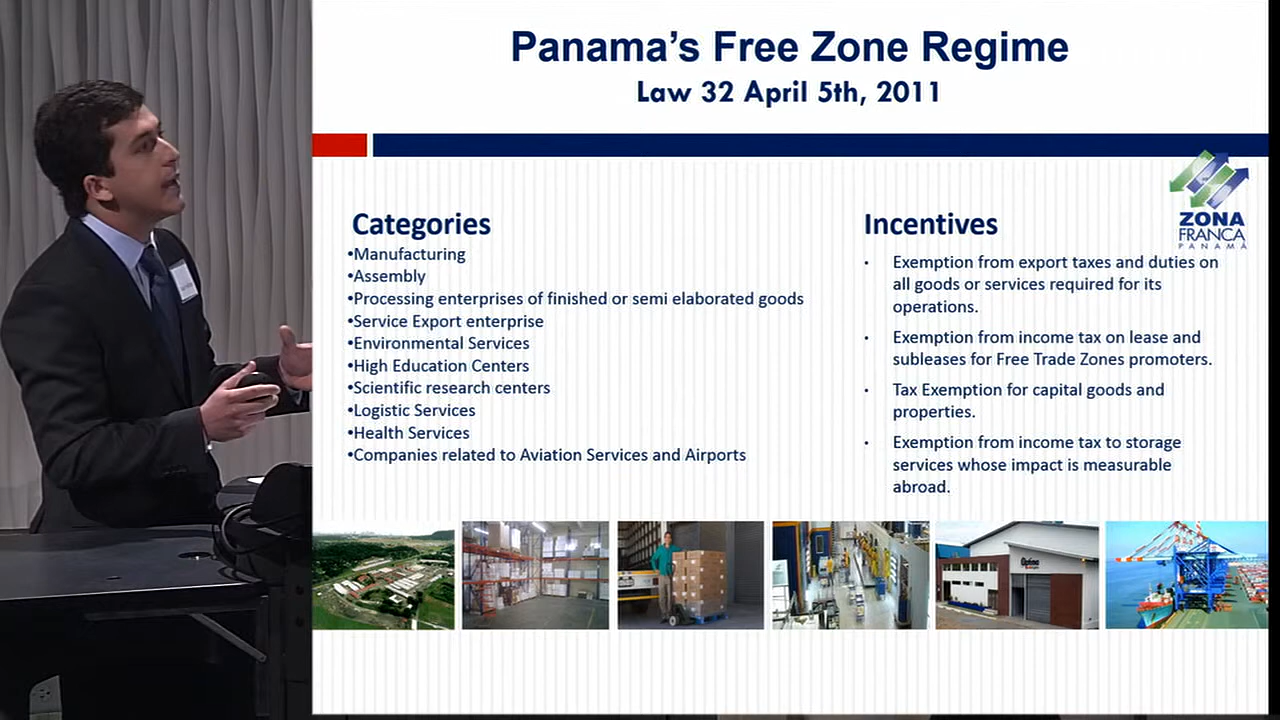 Panama's Free Zone Regime
Law 32 April 5th, 2011
ZONA
FRANCA
PANAMÁ
Categories
•Manufacturing
•Assembly
•Processing enterprises of finished or semi elaborated goods
•Service Export enterprise
•Environmental Services
•High Education Centers
•Scientific research centers
•Logistic Services
•Health Services
•Companies related to Aviation Services and Airports
Incentives
• Exemption from export taxes and duties on
all goods or services required for its
operations.
• Exemption from income tax on lease and
subleases for Free Trade Zones promoters.
• Tax Exemption for capital goods and
properties.
• Exemption from income tax to storage
services whose impact is measurable
abroad.